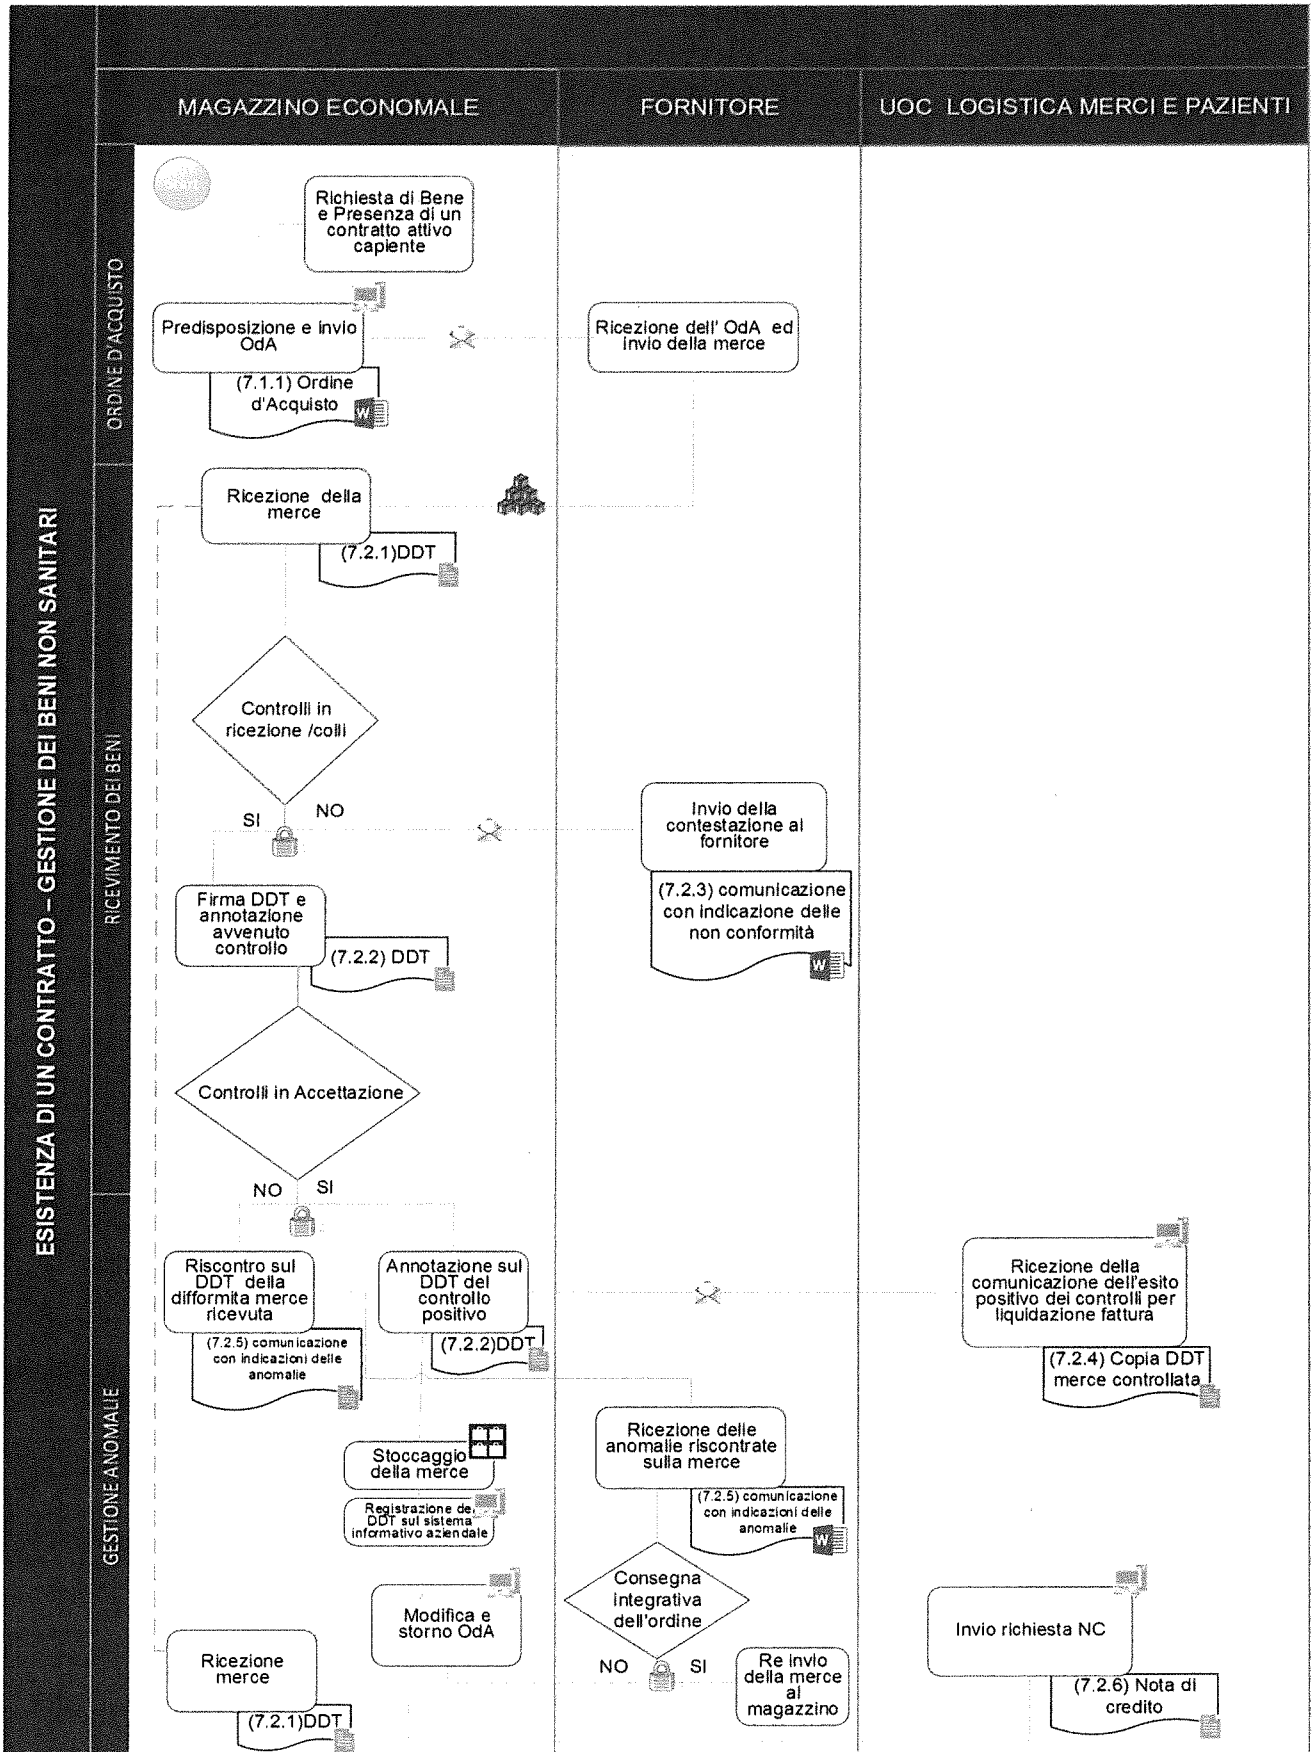 MAGAZZINO ECONOMALE
FORNITORE
UOC LOGISTICA MERCI E PAZIENTI
ESISTENZA DI UN CONTRATTO – GESTIONE DEI BENI NON SANITARI
ORDINE D'ACQUISTO
Richiesta di Bene
e Presenza di un
contratto attivo
capiente
Predisposizione e invio
OdA
(7.1.1) Ordine
d'Acquisto
W
Ricezione dell' OdA ed
invio della merce
RICEVIMENTO DEI BENI
Ricezione della
merce
(7.2.1)DDT
Controlli in
ricezione /colli
SI
NO
Invio della
contestazione al
fornitore
(7.2.3) comunicazione
con indicazione delle
non conformità
W
Firma DDT e
annotazione
avvenuto
controllo
(7.2.2) DDT
Controlli in Accettazione
NO
SI
GESTIONE ANOMALIE
Riscontro sul
DDT della
difformita merce
ricevuta
(7.2.5) comunicazione
con indicazioni delle
anomalie
Annotazione sul
DDT del
controllo
positivo
(7.2.2)DDT
Ricezione della
comunicazione dell'esito
positivo dei controlli per
liquidazione fattura
(7.2.4) Copia DDT
merce controllata
Stoccaggio
della merce
Registrazione de
DDT sul sistema
informativo aziendale
Ricezione delle
anomalie riscontrate
sulla merce
(7.2.5) comunicazione
con indicazioni delle
anomalie
W
Consegna
integrativa
dell'ordine
NO
SI
Modifica e
storno OdA
Re invio
della merce
al
magazzino
Invio richiesta NC
(7.2.6) Nota di
credito
Ricezione
merce
(7.2.1)DDT